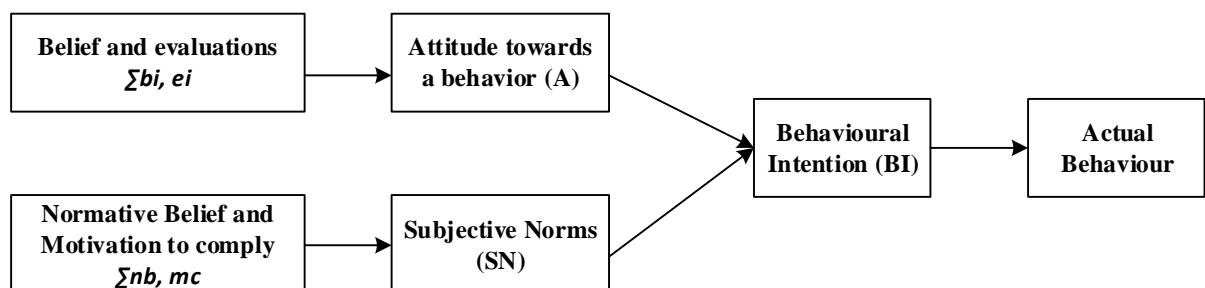 Belief and evaluations
∑bi, ei
Attitude towards
a behavior (A)
Normative Belief and
Motivation to comply
∑nb, mc
Subjective Norms
(SN)
Behavioural
Intention (BI)
Actual
Behaviour